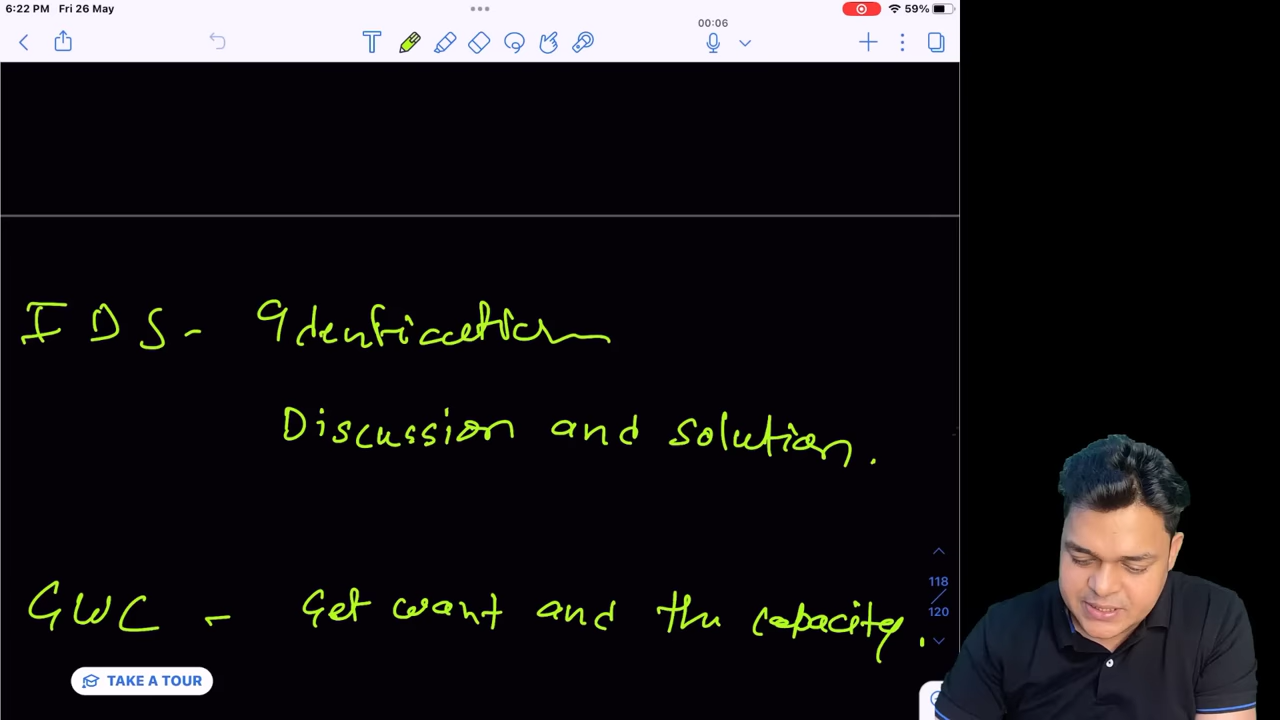 6:22 PM Fri 26 May
59%
00:06
T
IDS - Identification
Discussion and solution.
GWC - Get want and the capacity.
118
120
TAKE A TOUR